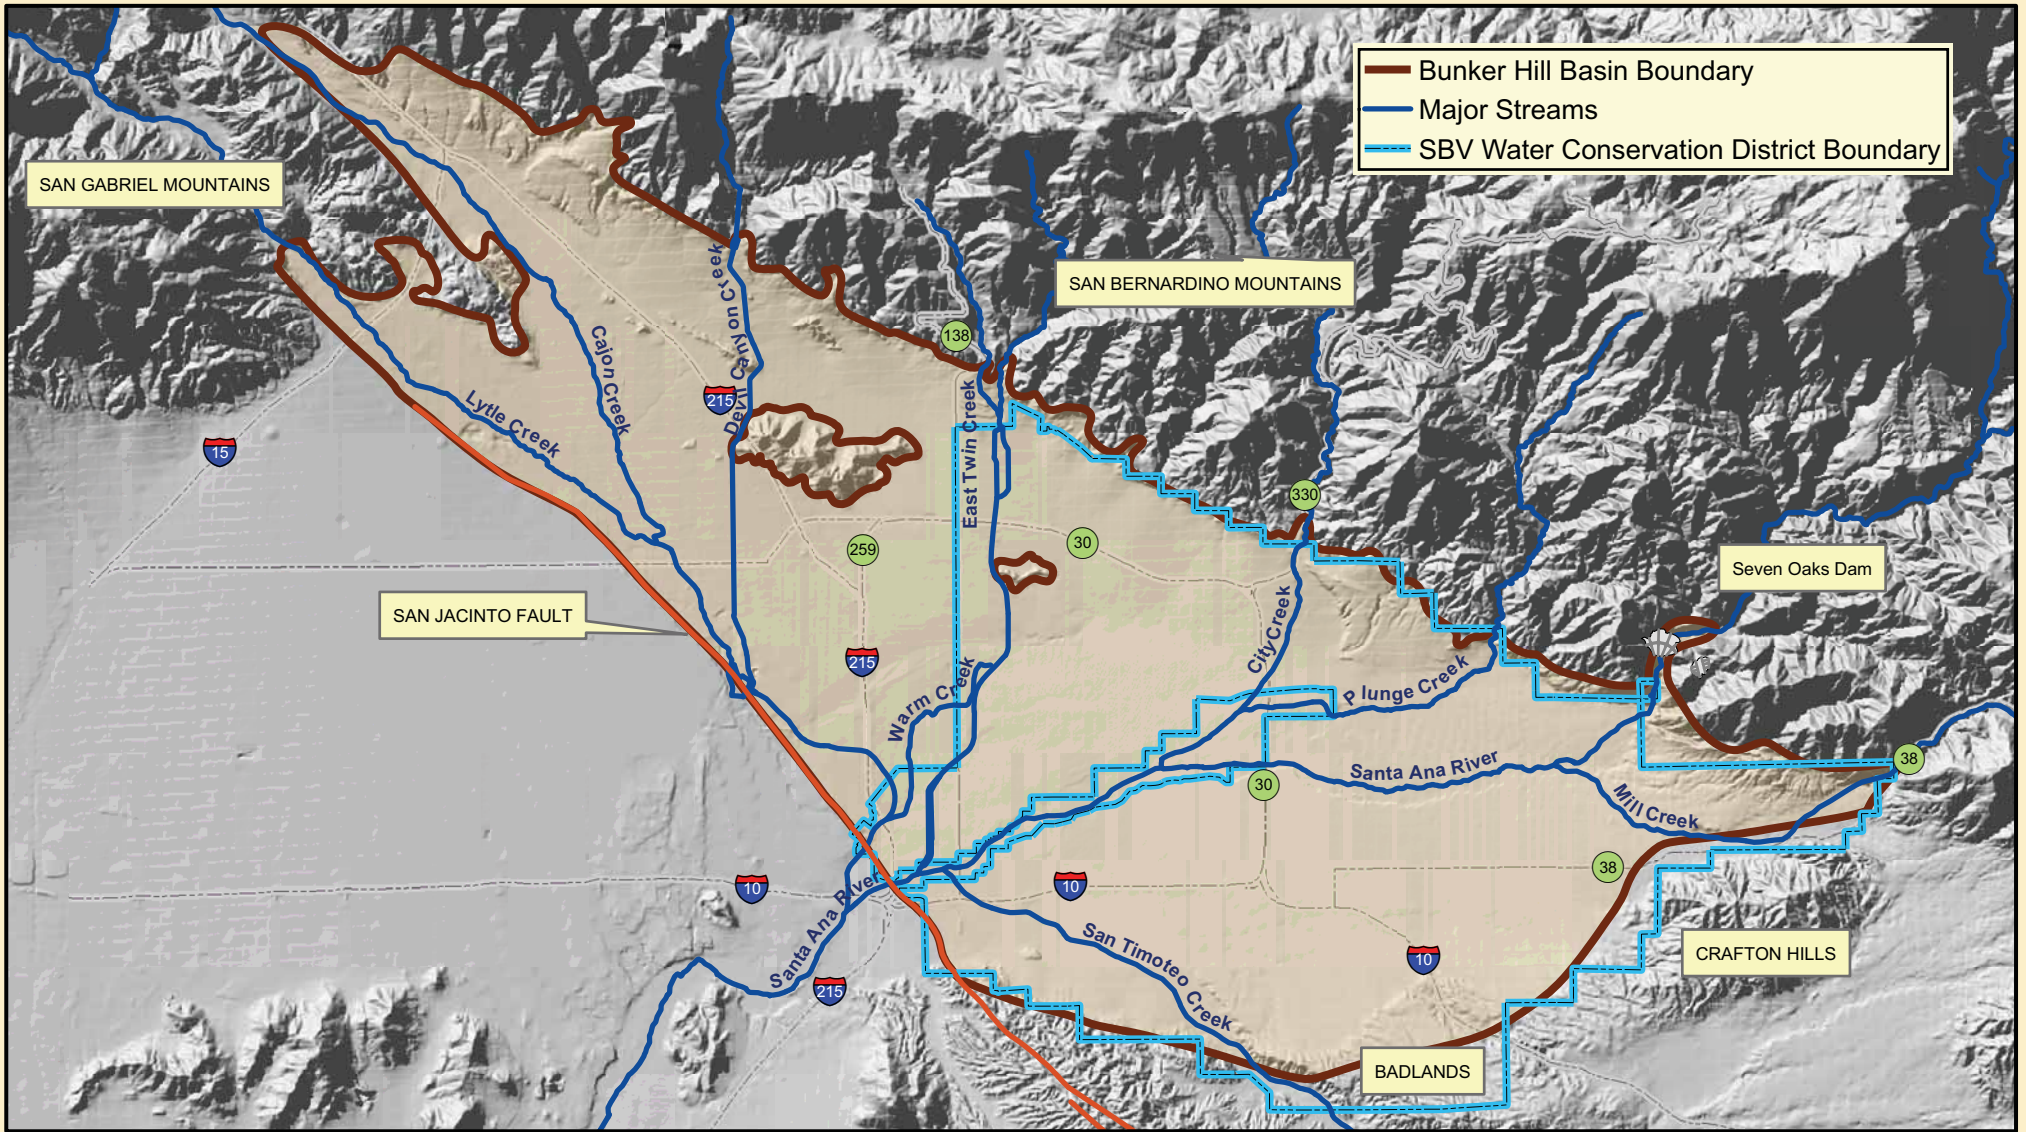 Bunker Hill Basin Boundary
Major Streams
SBV Water Conservation District Boundary
SAN GABRIEL MOUNTAINS
SAN BERNARDINO MOUNTAINS
Devil Canyon Creek
138
Cajon Creek
215
Lytle Creek
East Twin Creek
15
330
259
30
Seven Oaks Dam
SAN JACINTO FAULT
City Creek
215
Warm Creek
Plunge Creek
Santa Ana River
38
30
Mill Creek
38
10
10
Santa Ana River
San Timoteo Creek
10
CRAFTON HILLS
215
BADLANDS